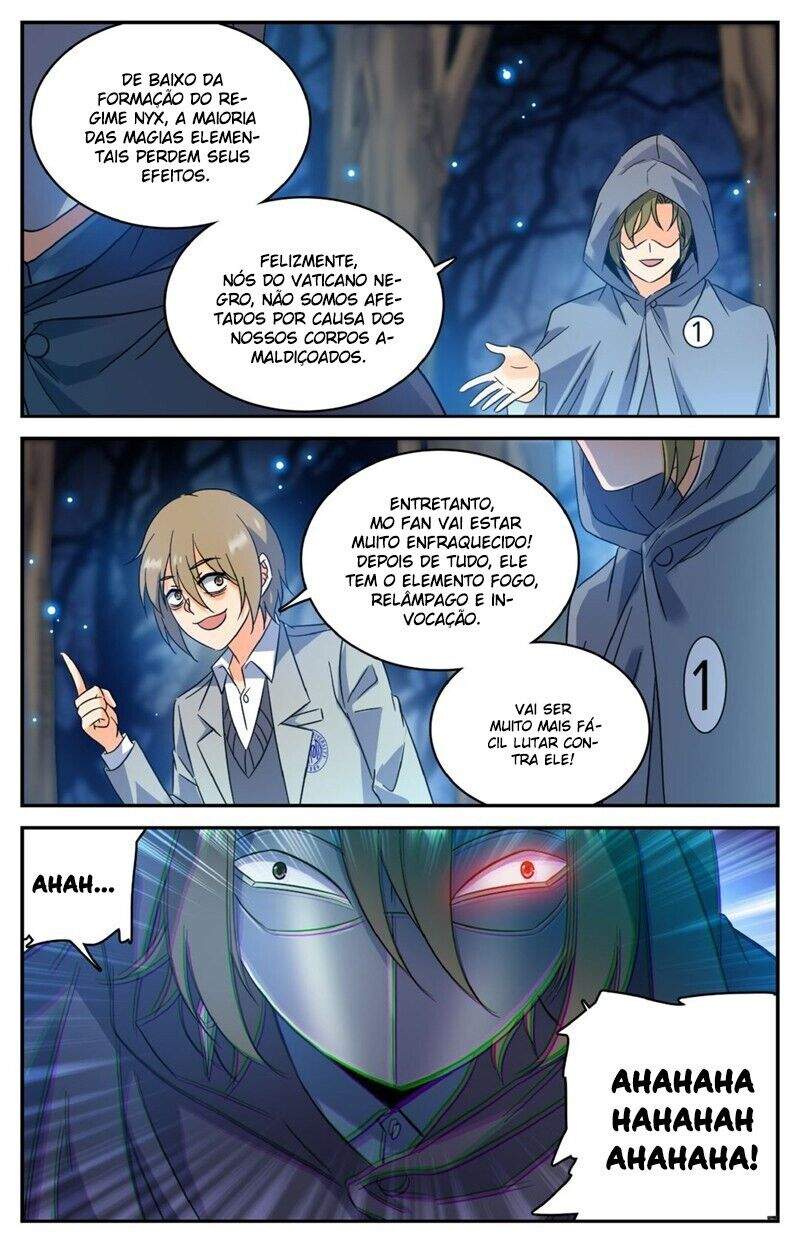 DE BAIXO DA
FORMAÇÃO DO RE-
GIME NYX, A MAIORIA
DAS MAGIAS ELEMEN-
TAIS PERDEM SEUS
EFEITOS.
FELIZMENTE,
NÓS DO VATICANO NE-
GRO, NÃO SOMOS AFE-
TADOS POR CAUSA DOS
NOSSOS CORPOS A-
MALDIÇOADOS.
1
ENTRETANTO,
MO FAN VAI ESTAR
MUITO ENFRAQUECIDO!
DEPOIS DE TUDO, ELE
TEM O ELEMENTO FOGO,
RELÂMPAGO E IN-
VOCAÇÃO.
VAI SER
MUITO MAIS FÁ-
CIL LUTAR CON-
TRA ELE!
1
AHAH...
AHAHAHA
HAHAHAH
AHAHAHA!